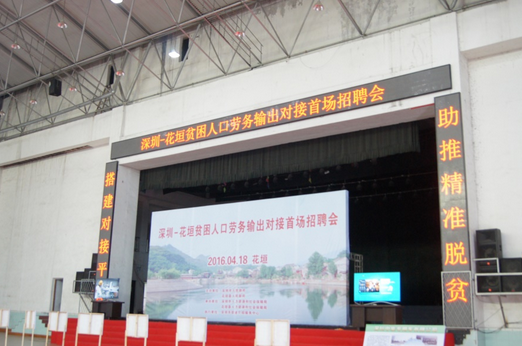 深圳-花垣贫困人口劳务输出对接首场招聘会
搭建对接平
助推精准脱贫
深圳-花垣贫困人口劳务输出对接首场招聘会
2016.04.18 花垣